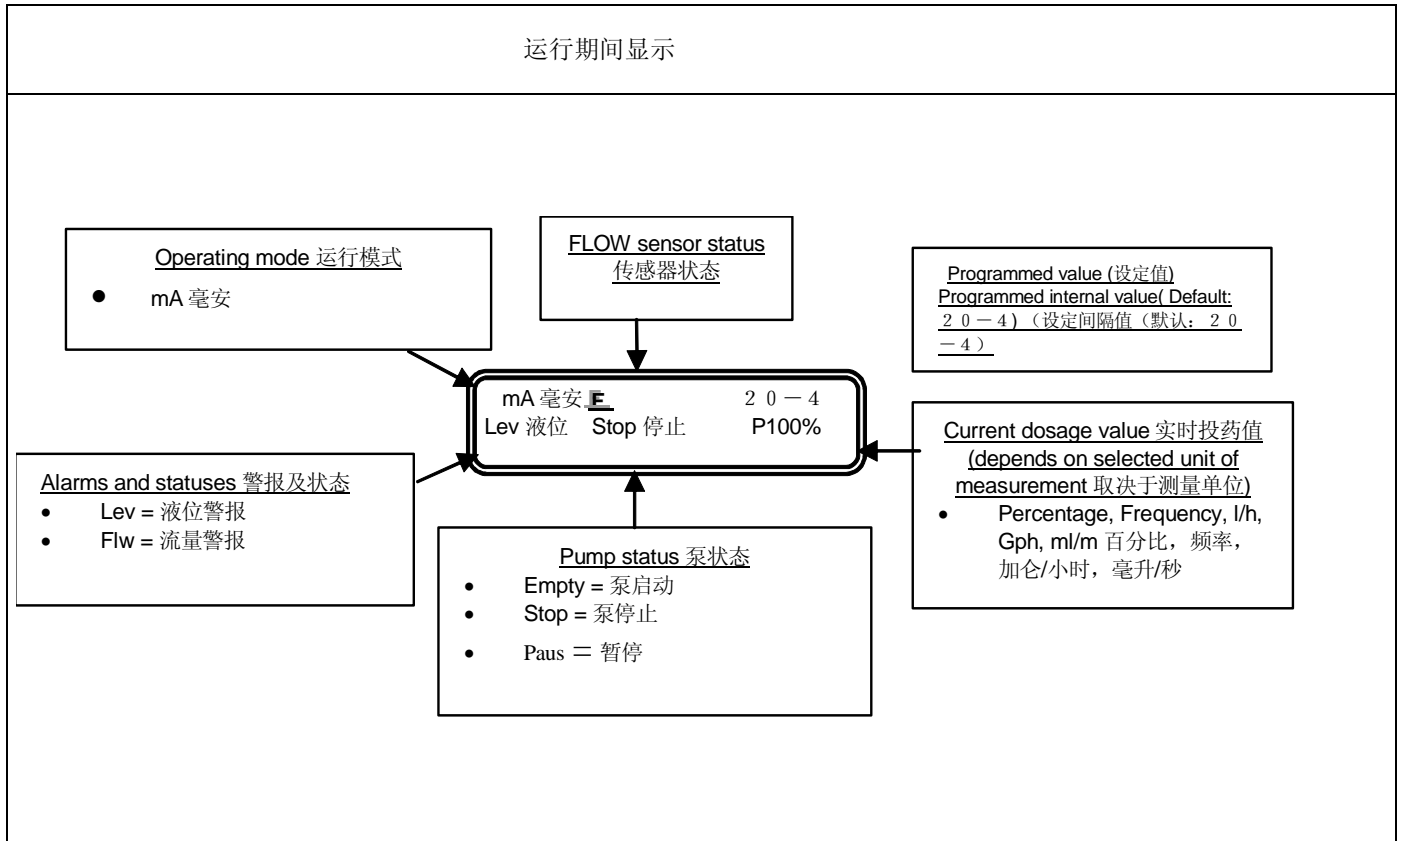 运行期间显示
Operating mode 运行模式
● mA 毫安
FLOW sensor status
传感器状态
Programmed value (设定值)
Programmed internal value( Default:
２０－４) （设定间隔值（默认：２０
－４）
mA 毫安 F ２０－４
Lev 液位 Stop 停止 P100%
Alarms and statuses 警报及状态
• Lev = 液位警报
• Flw = 流量警报
Pump status 泵状态
• Empty = 泵启动
• Stop = 泵停止
• Paus ＝ 暂停
Current dosage value 实时投药值
(depends on selected unit of
measurement 取决于测量单位)
• Percentage, Frequency, l/h,
Gph, ml/m 百分比，频率，
加仑/小时，毫升/秒